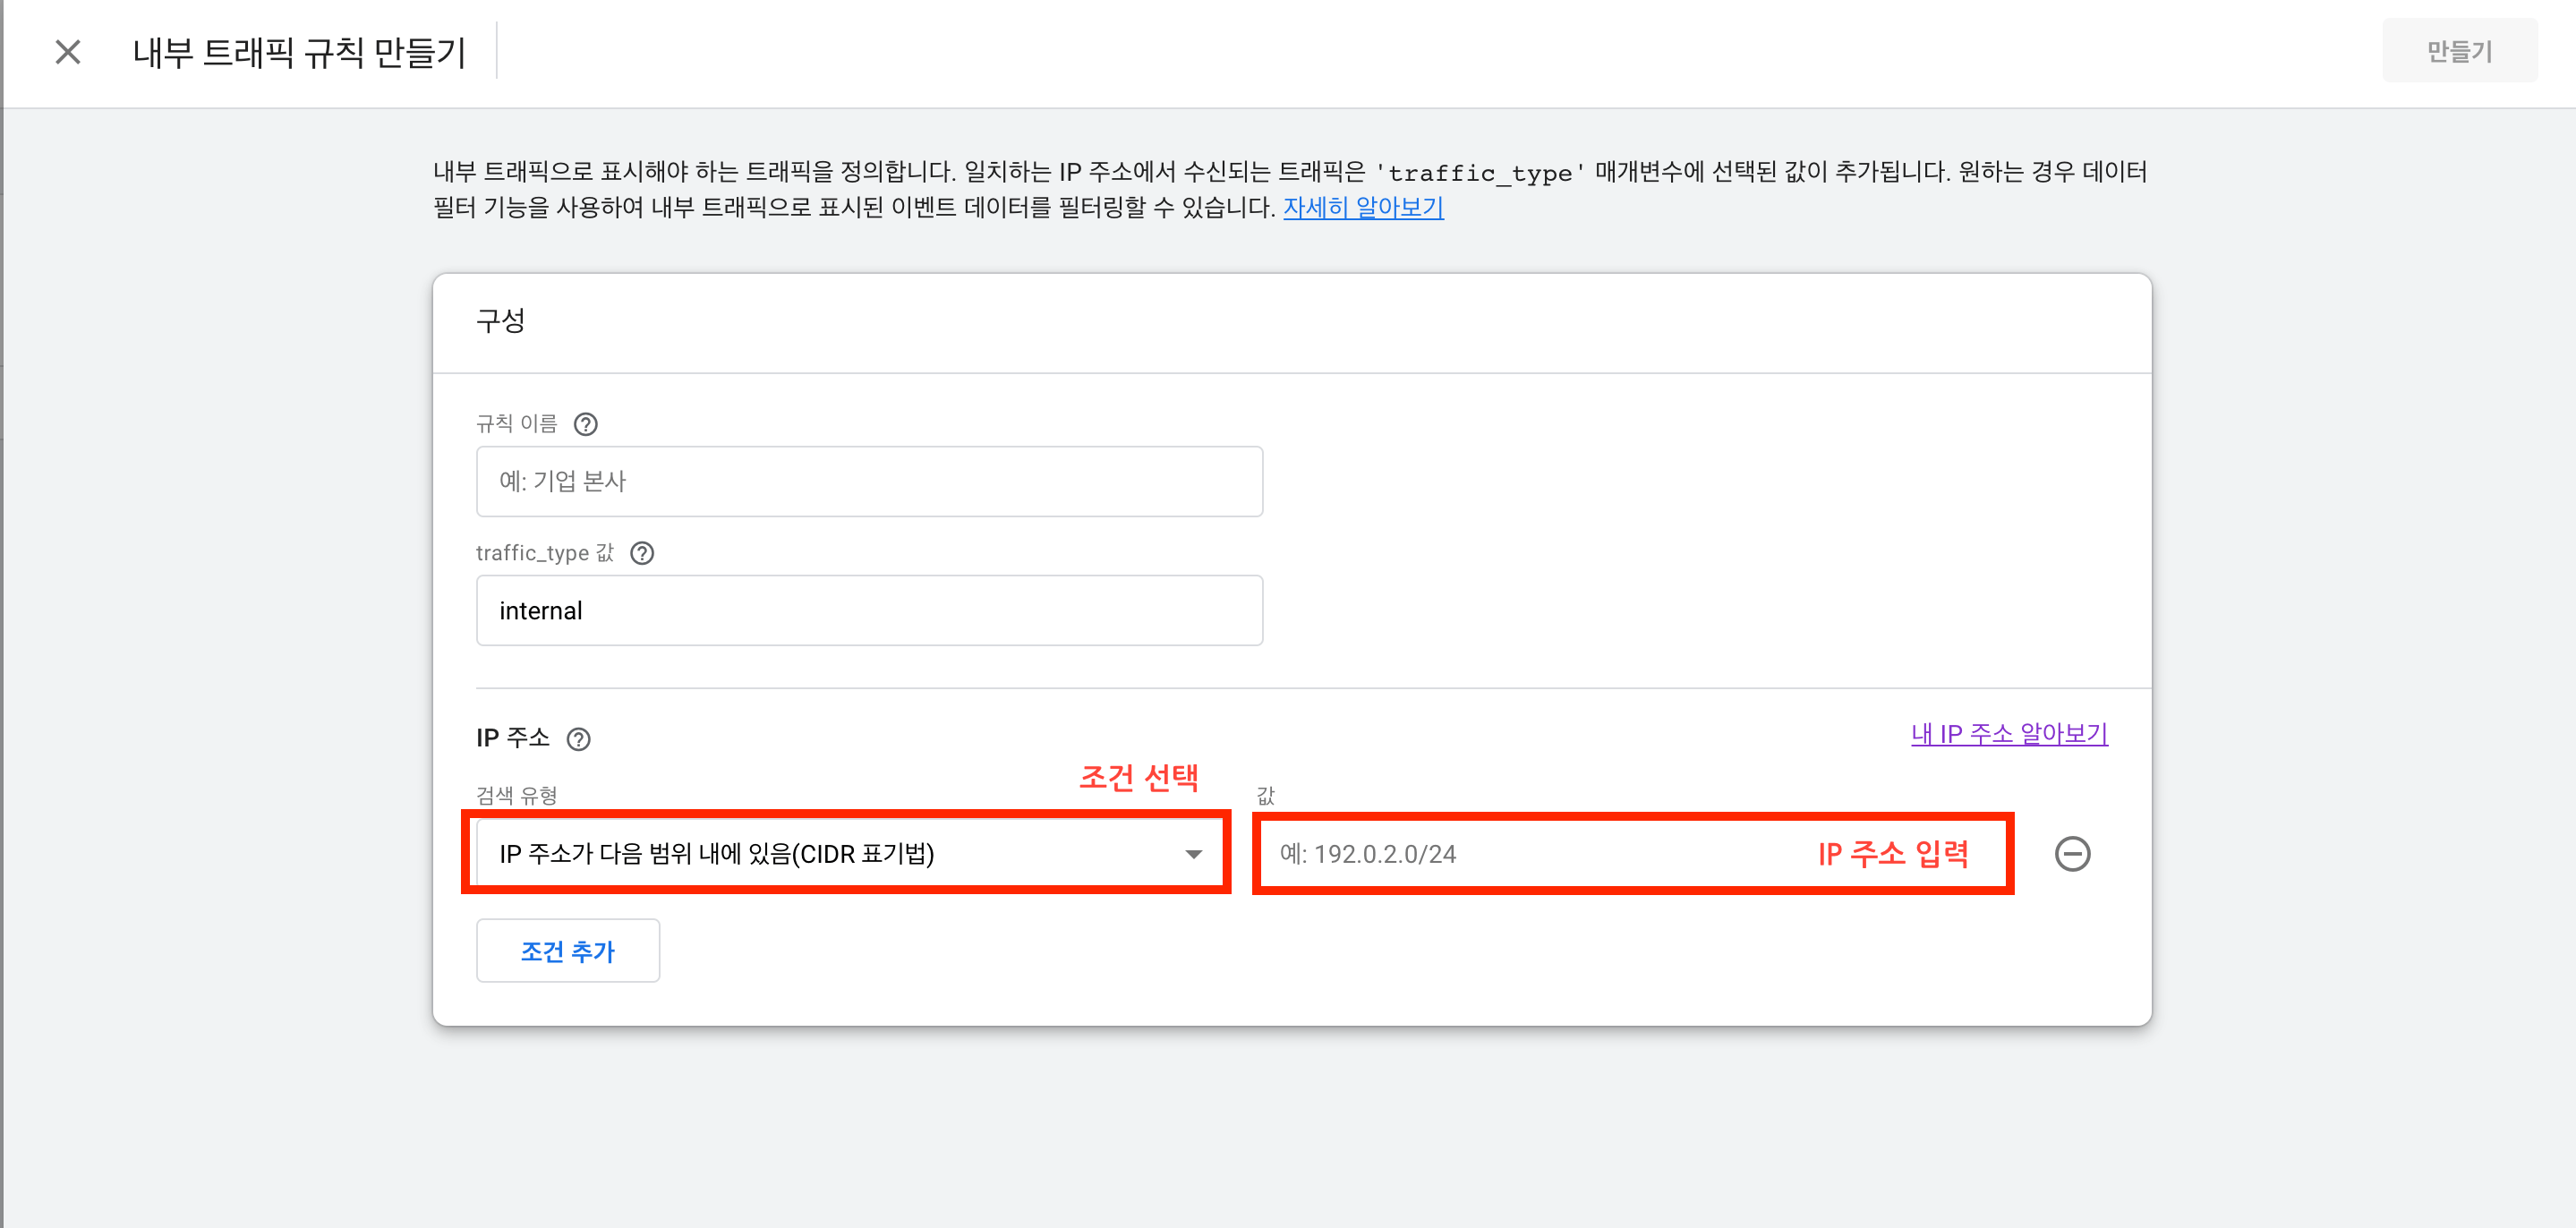 내부 트래픽 규칙 만들기
만들기
내부 트래픽으로 표시해야 하는 트래픽을 정의합니다. 일치하는 IP 주소에서 수신되는 트래픽은 'traffic_type' 매개변수에 선택된 값이 추가됩니다. 원하는 경우 데이터
필터 기능을 사용하여 내부 트래픽으로 표시된 이벤트 데이터를 필터링할 수 있습니다. 자세히 알아보기
구성
규칙 이름
예: 기업 본사
traffic_type 값
internal
IP 주소
내 IP 주소 알아보기
조건 선택
검색 유형
값
IP 주소가 다음 범위 내에 있음(CIDR 표기법)
예: 192.0.2.0/24
IP 주소 입력
조건 추가